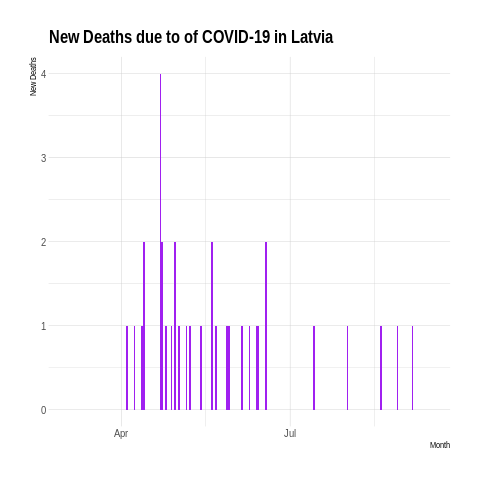 New Deaths due to of COVID-19 in Latvia
New Deaths
4
3
2
1
0
Apr
Jul
Month